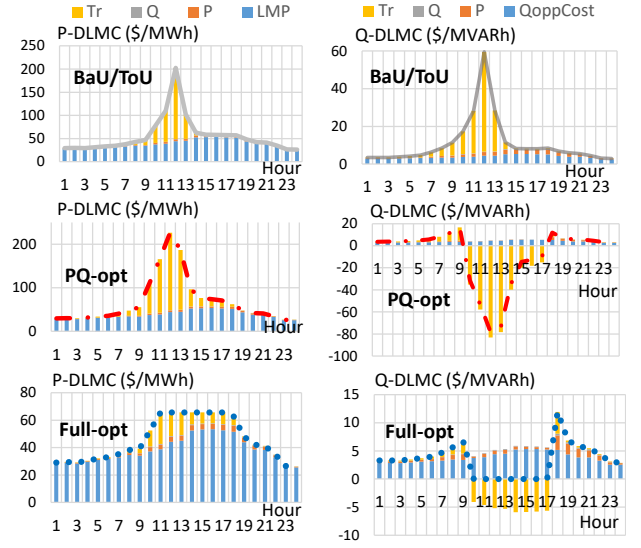 Tr Q P LMP
P-DLMC ($/MWh)
250
200
150
100
50
0
BaU/ToU
Hour
1 3 5 7 9 11 13 15 17 19 21 23
Tr Q P QoppCost
Q-DLMC ($/MVARh)
60
40
20
0
BaU/ToU
Hour
1 3 5 7 9 11 13 15 17 19 21 23
P-DLMC ($/MWh)
200
100
0
PQ-opt
Hour
1 3 5 7 9 11 13 15 17 19 21 23
Q-DLMC ($/MVARh)
20
0
-20
-40
-60
-80
-100
1 3 5 7 9 11 13 15 17 19 21 23
PQ-opt
Hour
P-DLMC ($/MWh)
80
60
40
20
0
Full-opt
1 3 5 7 9 11 13 15 17 19 21 23
Hour
Q-DLMC ($/MVARh)
15
10
5
0
-5
-10
Full-opt
1 3 5 7 9 11 13 15 17 19 21 23
Hour